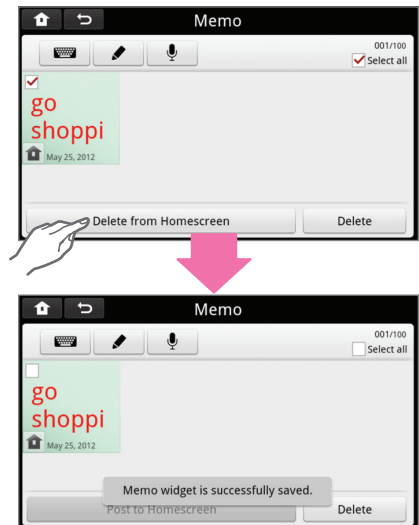 Memo
001/100
Select all
go
shoppi
May 25, 2012
Delete from Homescreen
Delete
Memo
001/100
Select all
go
shoppi
May 25, 2012
Memo widget is successfully saved.
Post to Homescreen
Delete